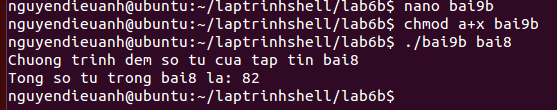 nguyendieuanh@ubuntu:~/laptrinhshell/lab6b$ nano bai9b
nguyendieuanh@ubuntu:~/laptrinhshell/lab6b$ chmod a+x bai9b
nguyendieuanh@ubuntu:~/laptrinhshell/lab6b$ ./bai9b bai8
Chuong trinh dem so tu cua tap tin bai8
Tong so tu trong bai8 la: 82
nguyendieuanh@ubuntu:~/laptrinhshell/lab6b$